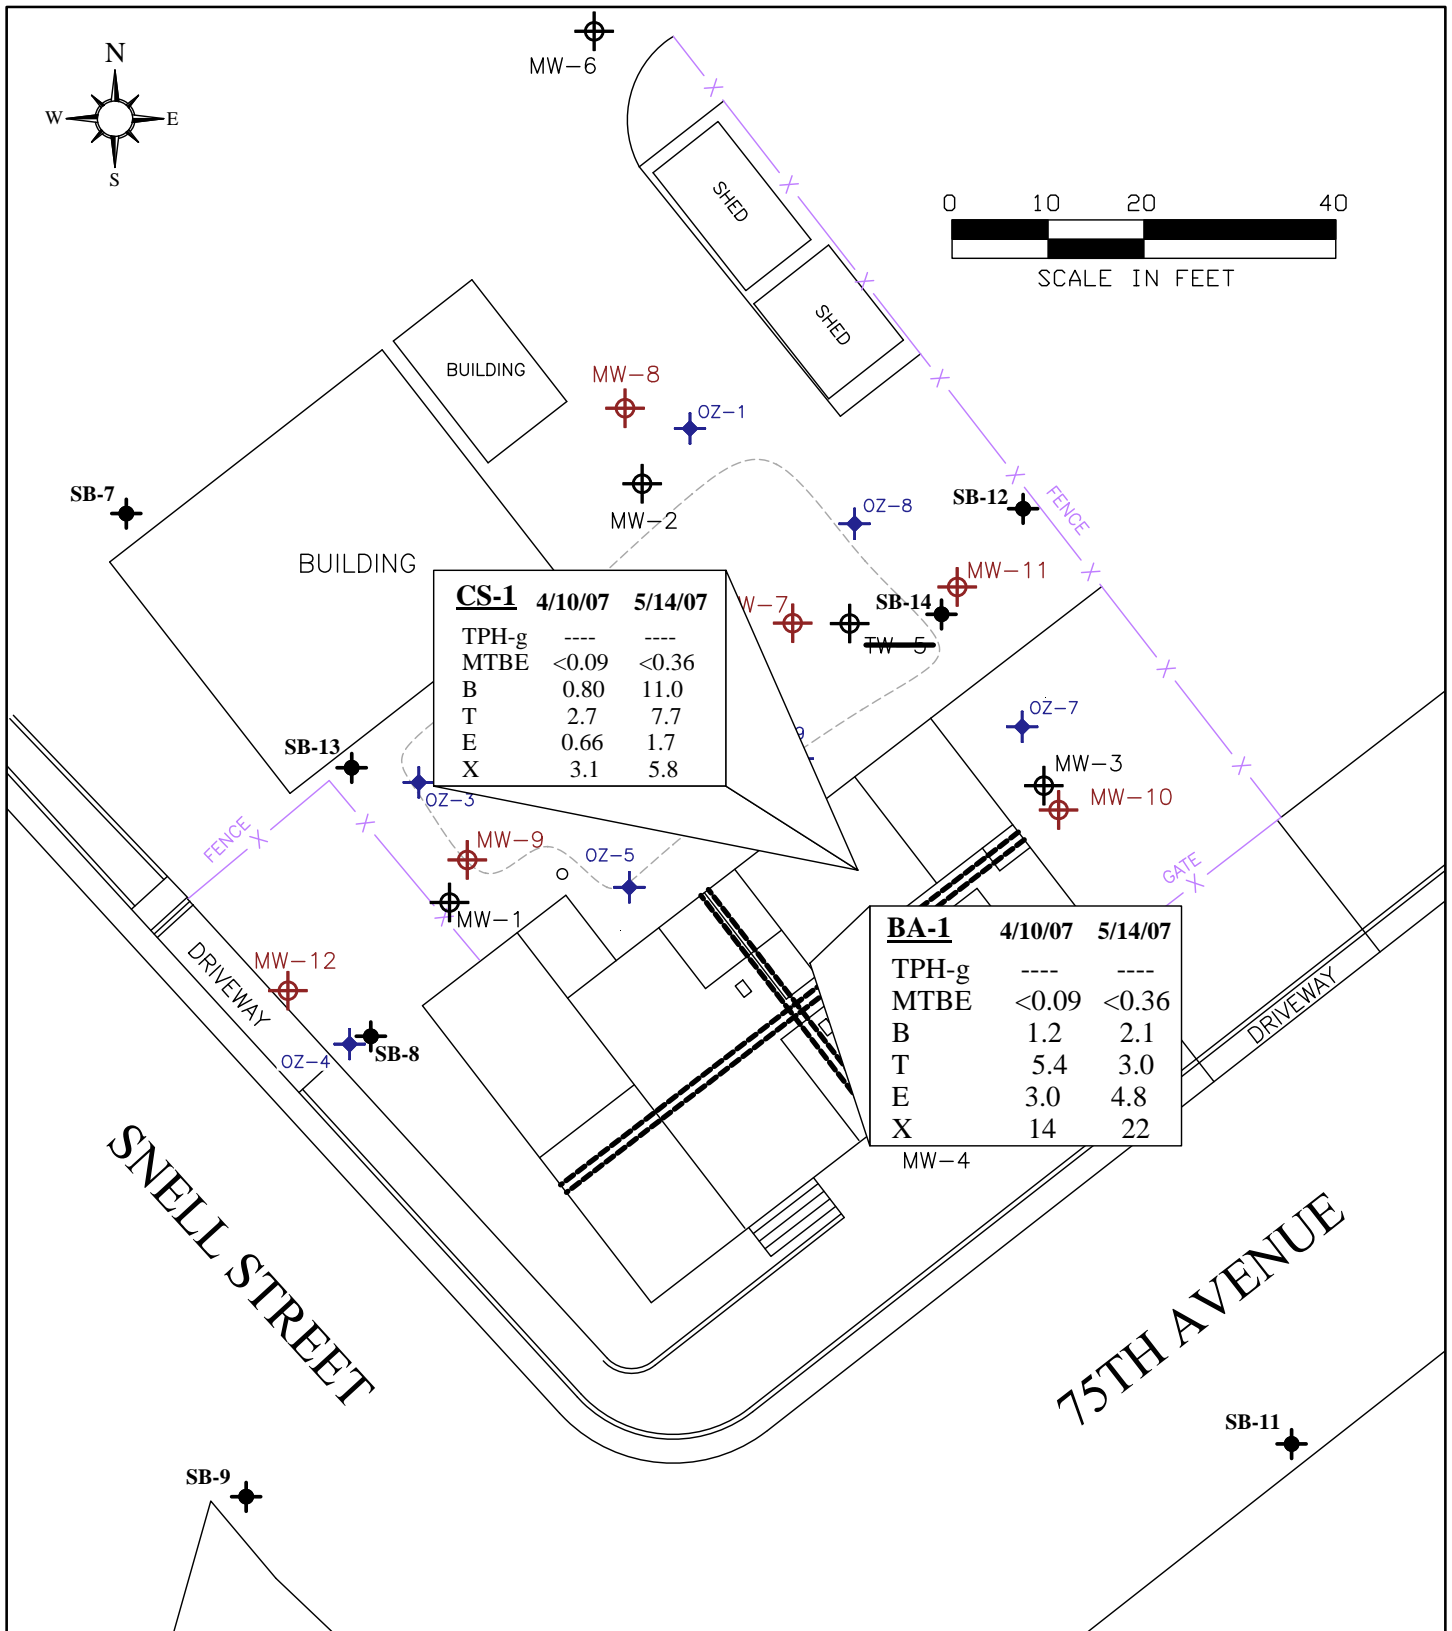 N
W E
S
MW-6
0 10 20 40
SCALE IN FEET
SHED
SHED
BUILDING
MW-8
OZ-1
SB-7
MW-2
OZ-8
SB-12
FENCE
BUILDING
MW-11
CS-1 4/10/07 5/14/07
TPH-g ---- ----
MTBE <0.09 <0.36
B 0.80 11.0
T 2.7 7.7
E 0.66 1.7
X 3.1 5.8
W-7
SB-14
TW-5
OZ-7
9
SB-13
OZ-3
MW-3
MW-10
FENCE
MW-9
OZ-5
GATE
MW-1
BA-1 4/10/07 5/14/07
TPH-g ---- ----
MTBE <0.09 <0.36
B 1.2 2.1
T 5.4 3.0
E 3.0 4.8
X 14 22
MW-12
DRIVEWAY
DRIVEWAY
SB-8
OZ-4
MW-4
SNELL STREET
75TH AVENUE
SB-11
SB-9